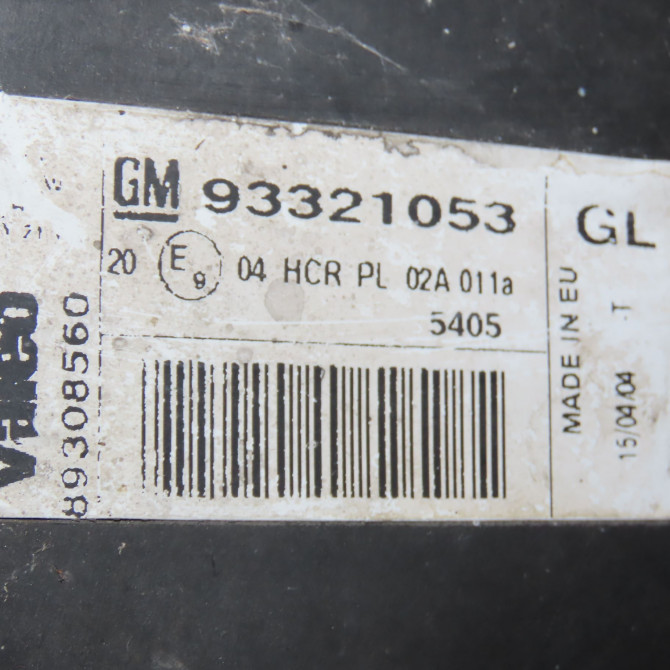 GM 93321053
20 E9 04 HCR PL 02A 011a
5405
GL
MADE IN EU
T
15/04/04
Valeo
89308560